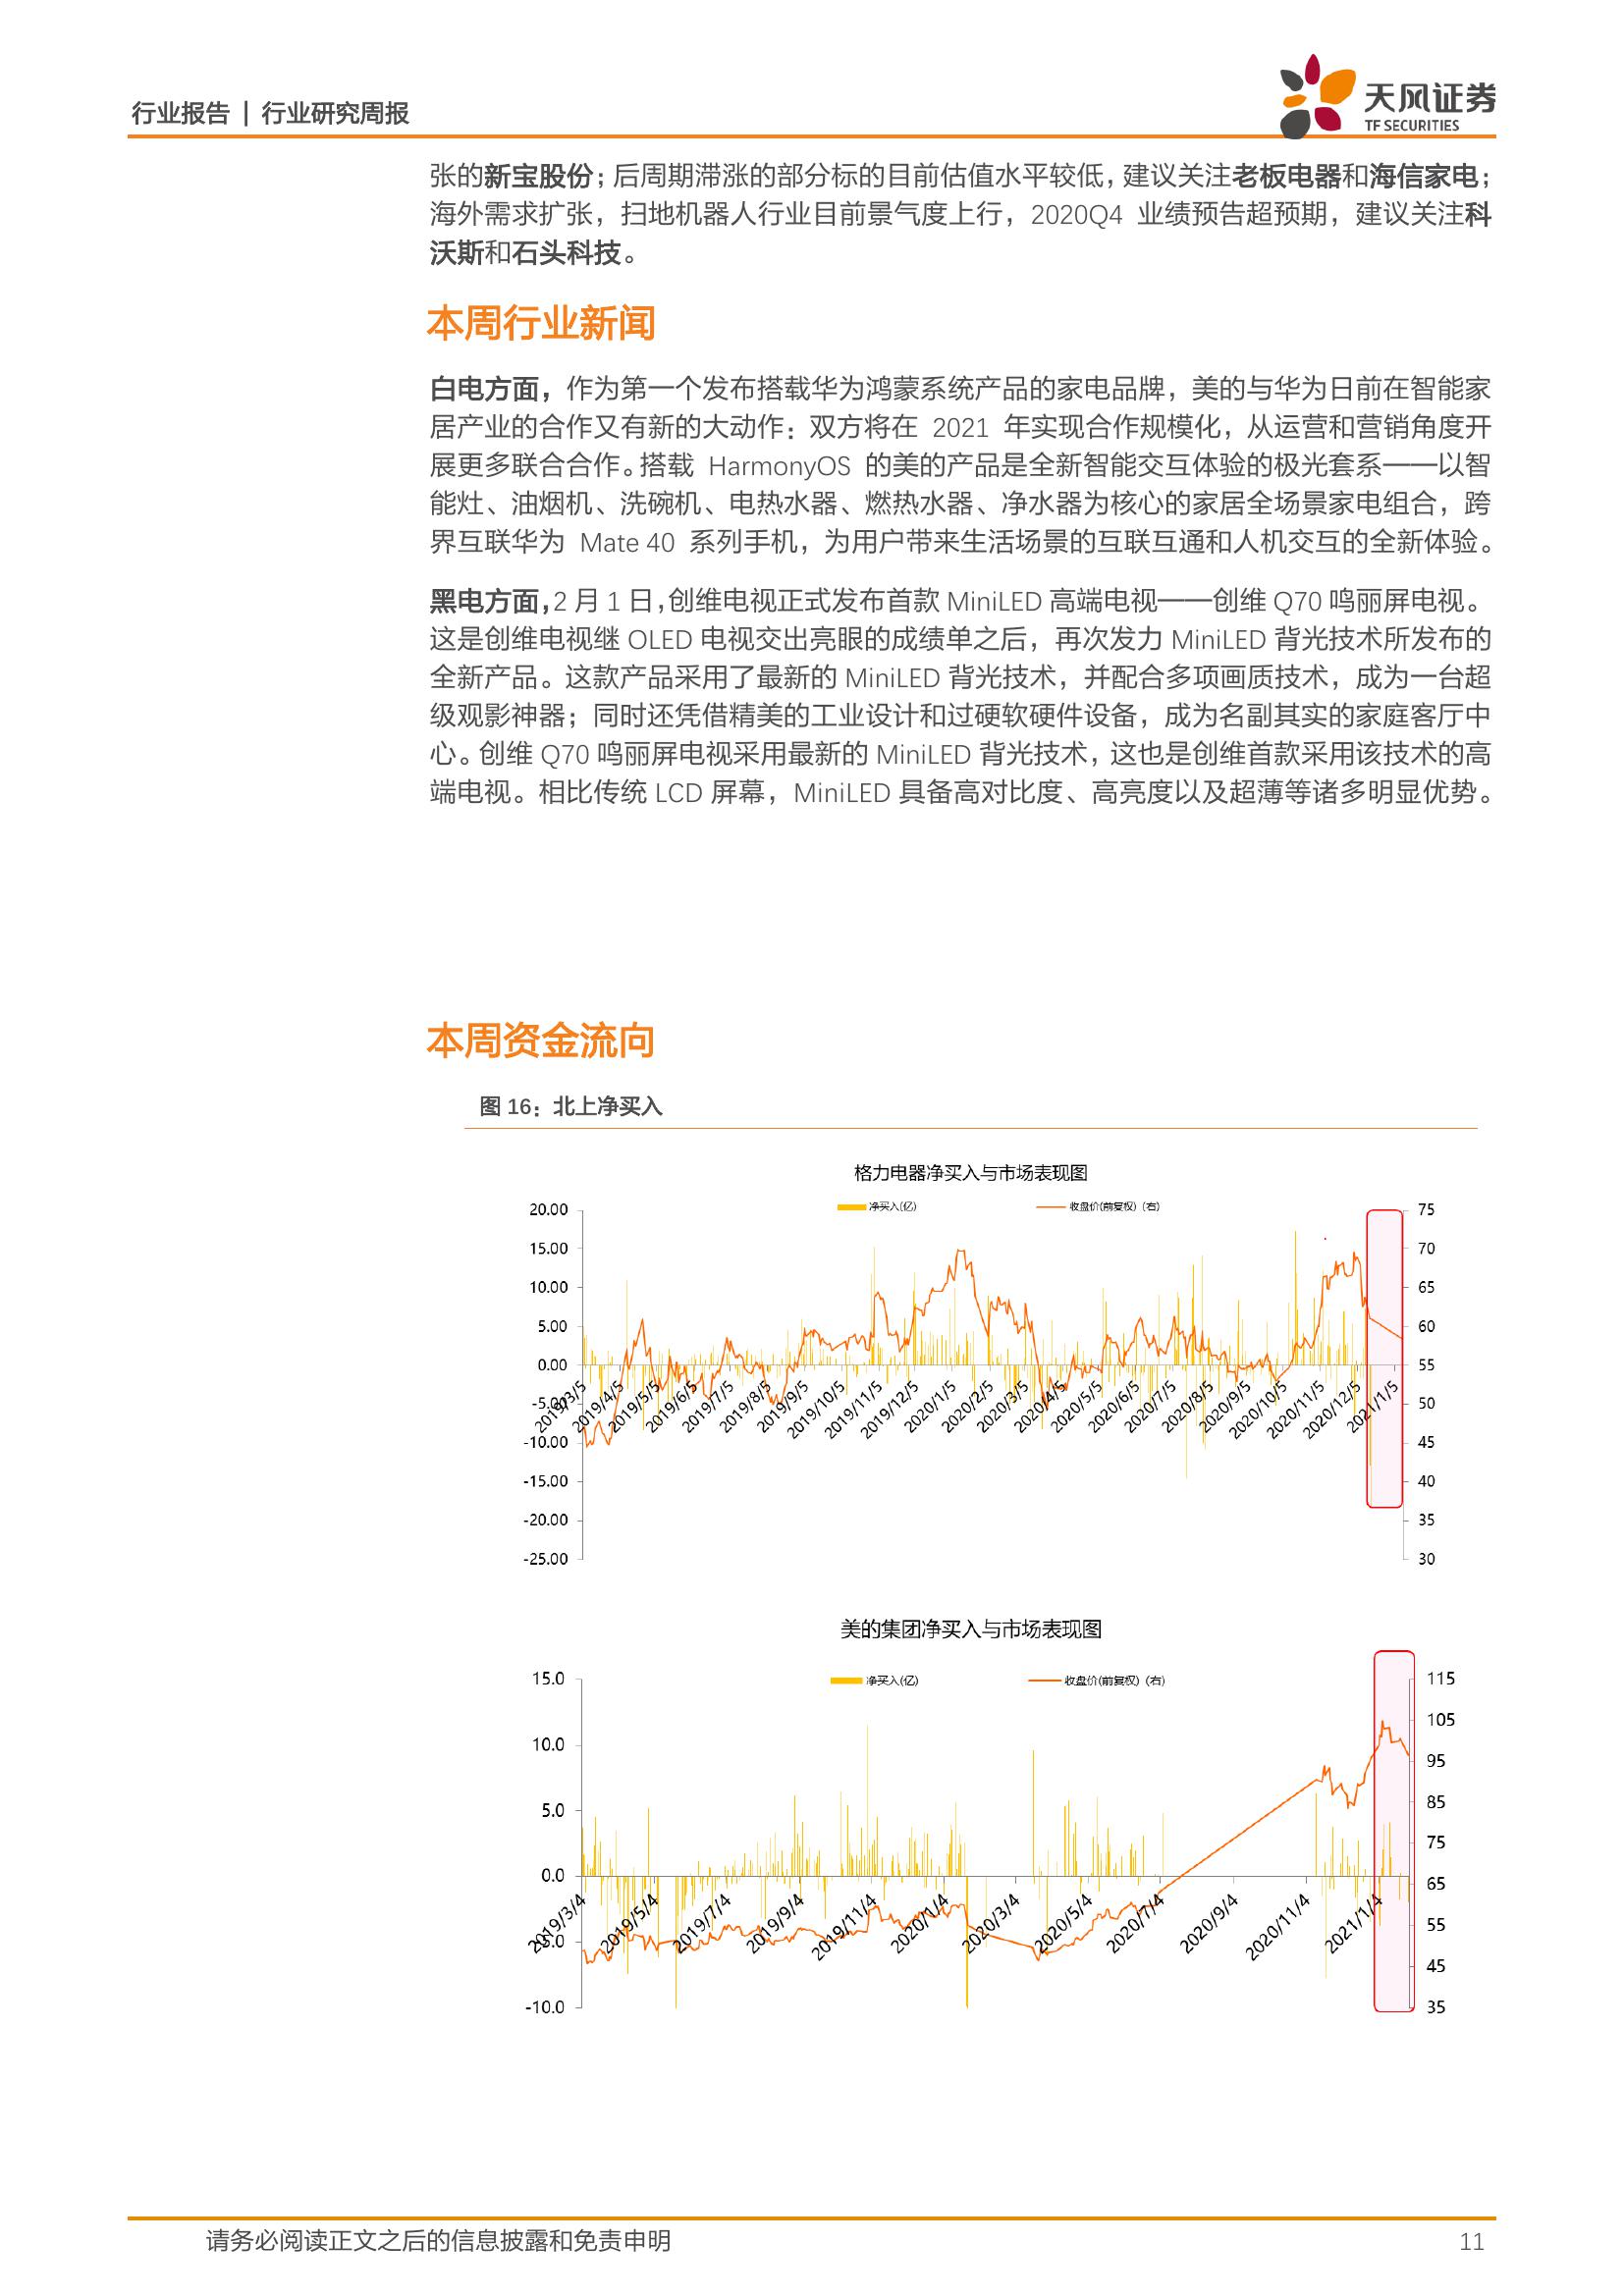 行业报告 | 行业研究周报
天风证券
TF SECURITIES
张的新宝股份；后周期滞涨的部分标的目前估值水平较低，建议关注老板电器和海信家电；
海外需求扩张，扫地机器人行业目前景气度上行，2020Q4 业绩预告超预期，建议关注科
沃斯和石头科技。
本周行业新闻
白电方面，作为第一个发布搭载华为鸿蒙系统产品的家电品牌，美的与华为日前在智能家
居产业的合作又有新的大动作：双方将在 2021 年实现合作规模化，从运营和营销角度开
展更多联合合作。搭载 HarmonyOS 的美的产品是全新智能交互体验的极光套系——以智
能灶、油烟机、洗碗机、电热水器、燃热水器、净水器为核心的家居全场景家电组合，跨
界互联华为 Mate 40 系列手机，为用户带来生活场景的互联互通和人机交互的全新体验。
黑电方面，2 月 1 日，创维电视正式发布首款 MiniLED 高端电视——创维 Q70 鸣丽屏电视。
这是创维电视继 OLED 电视交出亮眼的成绩单之后，再次发力 MiniLED 背光技术所发布的
全新产品。这款产品采用了最新的 MiniLED 背光技术，并配合多项画质技术，成为一台超
级观影神器；同时还凭借精美的工业设计和过硬软硬件设备，成为名副其实的家庭客厅中
心。创维 Q70 鸣丽屏电视采用最新的 MiniLED 背光技术，这也是创维首款采用该技术的高
端电视。相比传统 LCD 屏幕，MiniLED 具备高对比度、高亮度以及超薄等诸多明显优势。
本周资金流向
图 16：北上净买入
格力电器净买入与市场表现图
净买入(亿) 收盘价(前复权)（右）
20.00 75
15.00 70
10.00 65
5.00 60
0.00 55
-5.00 50
-10.00 45
-15.00 40
-20.00 35
-25.00 30
2019/3/5 2019/4/5 2019/5/5 2019/6/5 2019/7/5 2019/8/5 2019/9/5 2019/10/5 2019/11/5 2019/12/5 2020/1/5 2020/2/5 2020/3/5 2020/4/5 2020/5/5 2020/6/5 2020/7/5 2020/8/5 2020/9/5 2020/10/5 2020/11/5 2020/12/5 2021/1/5
美的集团净买入与市场表现图
净买入(亿) 收盘价(前复权)（右）
15.0 115
105
10.0 95
5.0 85
75
0.0 65
-5.0 55
45
-10.0 35
2019/3/4 2019/5/4 2019/7/4 2019/9/4 2019/11/4 2020/1/4 2020/3/4 2020/5/4 2020/7/4 2020/9/4 2020/11/4 2021/1/4
请务必阅读正文之后的信息披露和免责申明 11